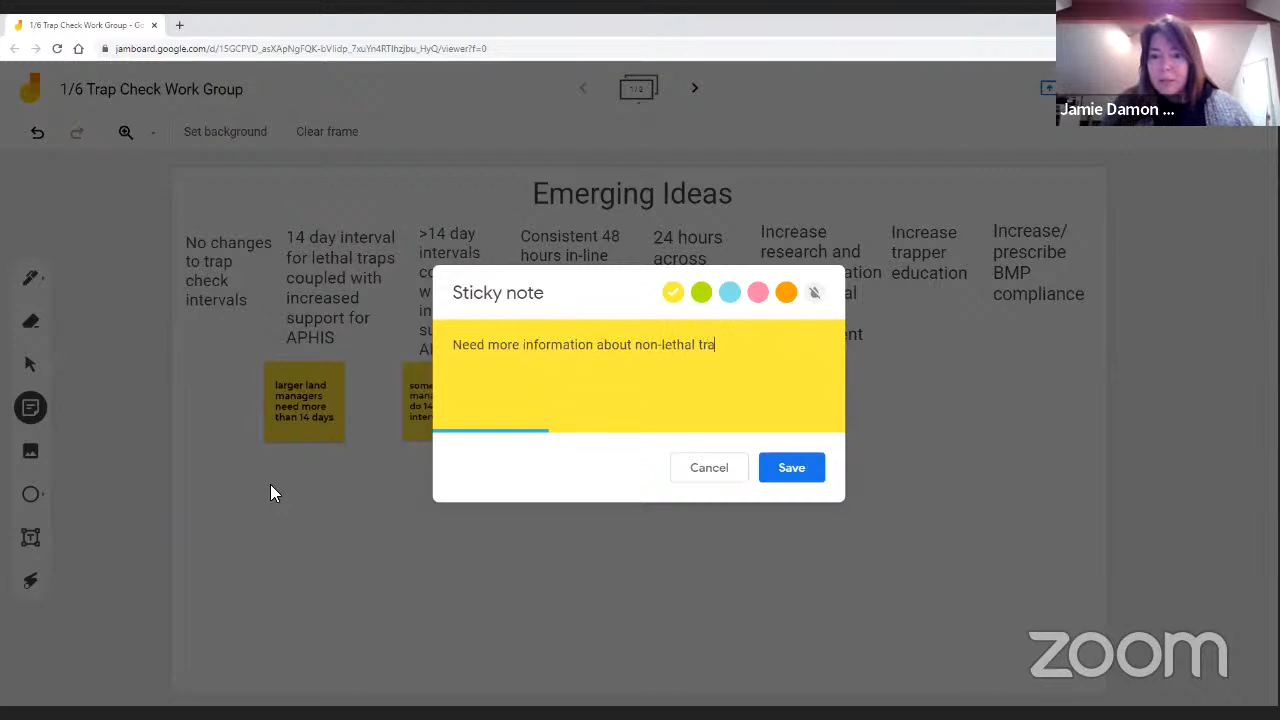 1/6 Trap Check Work Group - Go
jamboard.google.com/d/15GCPYD_asXApNgFQK-bVIidp_7xuYn4RTIhzjbu_HyQ/viewer?f=0
1/6 Trap Check Work Group
1/2
Set background
Clear frame
Jamie Damon ...
Emerging Ideas
No changes
to trap
check
intervals
14 day interval
for lethal traps
coupled with
increased
support for
APHIS
>14 day
intervals
Consistent 48
hours in-line
24 hours
across
Increase
research and
Increase
trapper
education
Increase/
prescribe
BMP
compliance
larger land
managers
need more
than 14 days
some
Sticky note
Need more information about non-lethal tra
Cancel
Save
zoom